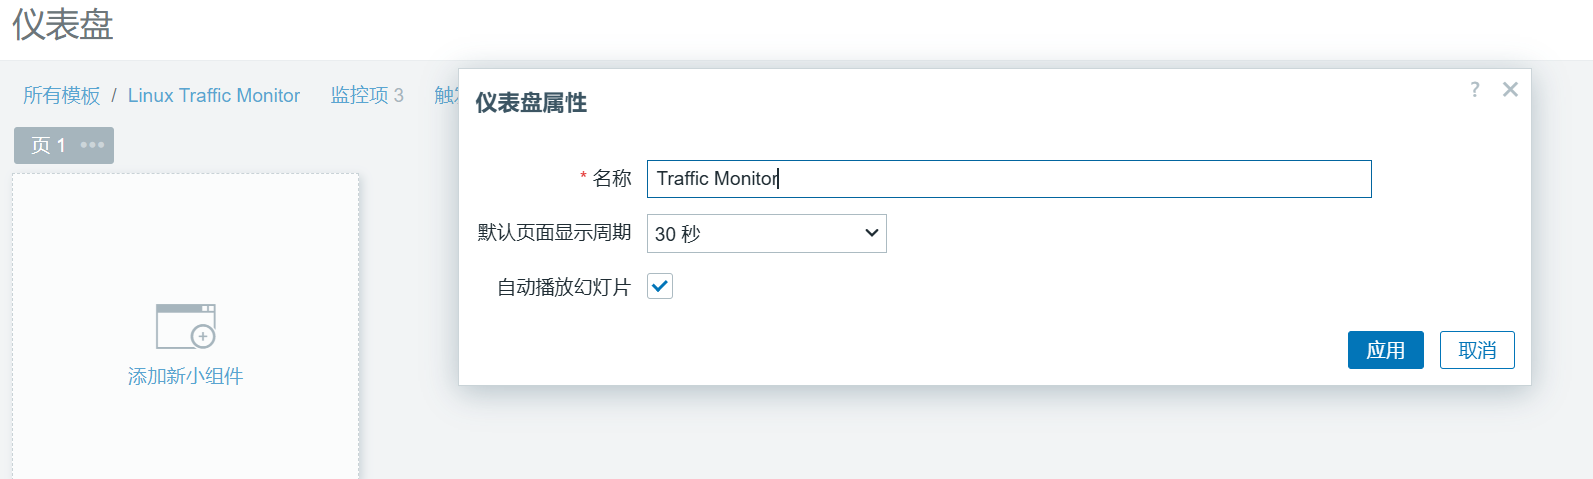 仪表盘
所有模板 / Linux Traffic Monitor 监控项 3
页 1
添加新小组件
仪表盘属性
* 名称 Traffic Monitor
默认页面显示周期 30 秒
自动播放幻灯片
应用 取消